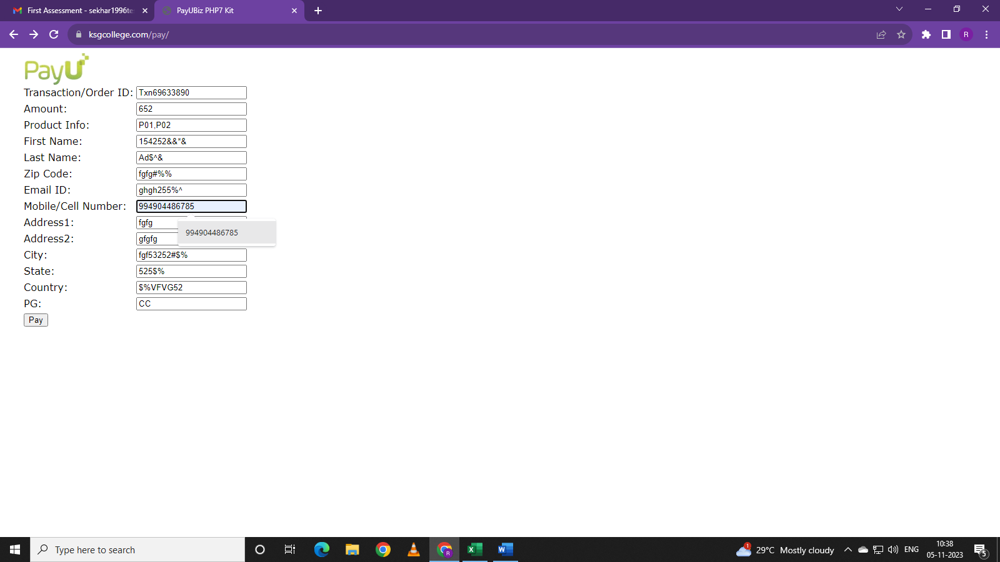 First Assessment - sekhar1996te
PayUBiz PHP7 Kit
ksgcollege.com/pay/
R
PayU
Transaction/Order ID: Txn69633890
Amount: 652
Product Info: P01,P02
First Name: 154252&&*&
Last Name: Ad$^&
Zip Code: fgfg#%%
Email ID: ghgh255%^
Mobile/Cell Number: 994904486785
Address1: fgfg
994904486785
Address2: gfgfg
City: fgf53252#$%
State: 525$%
Country: $%VFVG52
PG: CC
Pay
Type here to search
R
1
29°C Mostly cloudy
ENG
10:38
05-11-2023
5